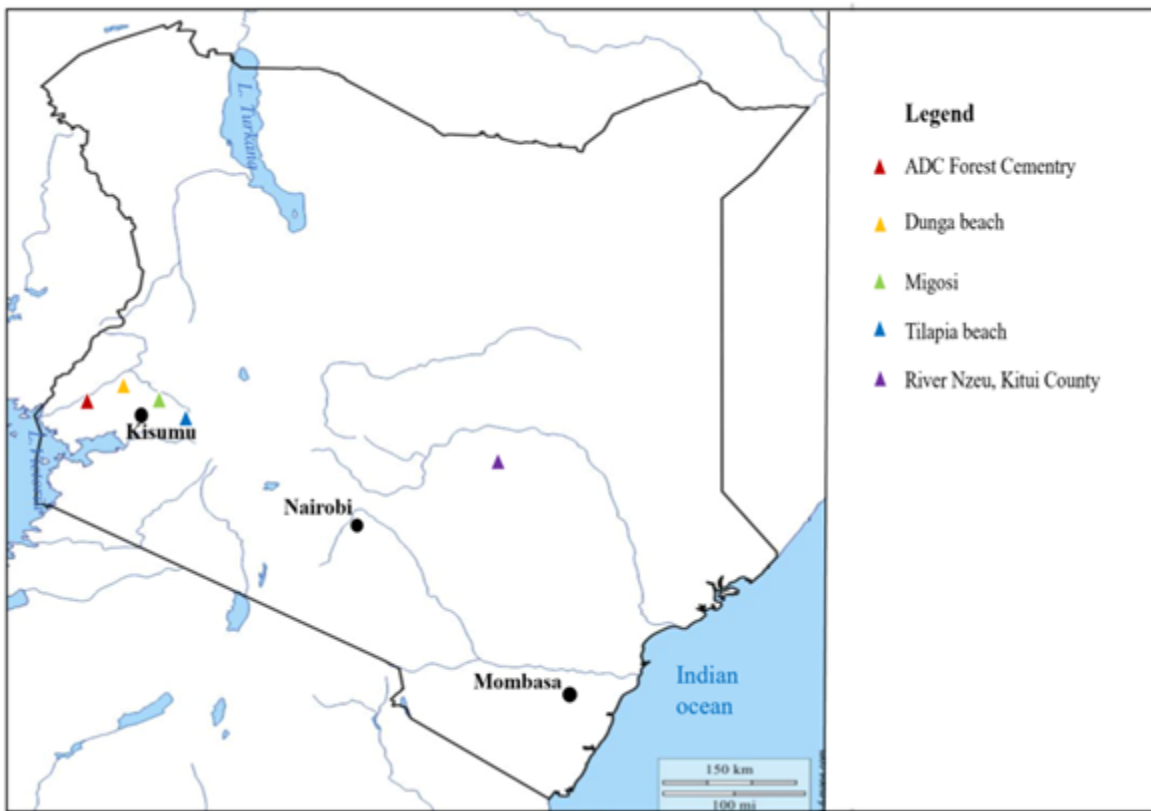 L. Turkana
Kisumu
Nairobi
Mombasa
Indian
ocean
150 km
100 mi
Legend
ADC Forest Cementry
Dunga beach
Migosi
Tilapia beach
River Nzeu, Kitui County